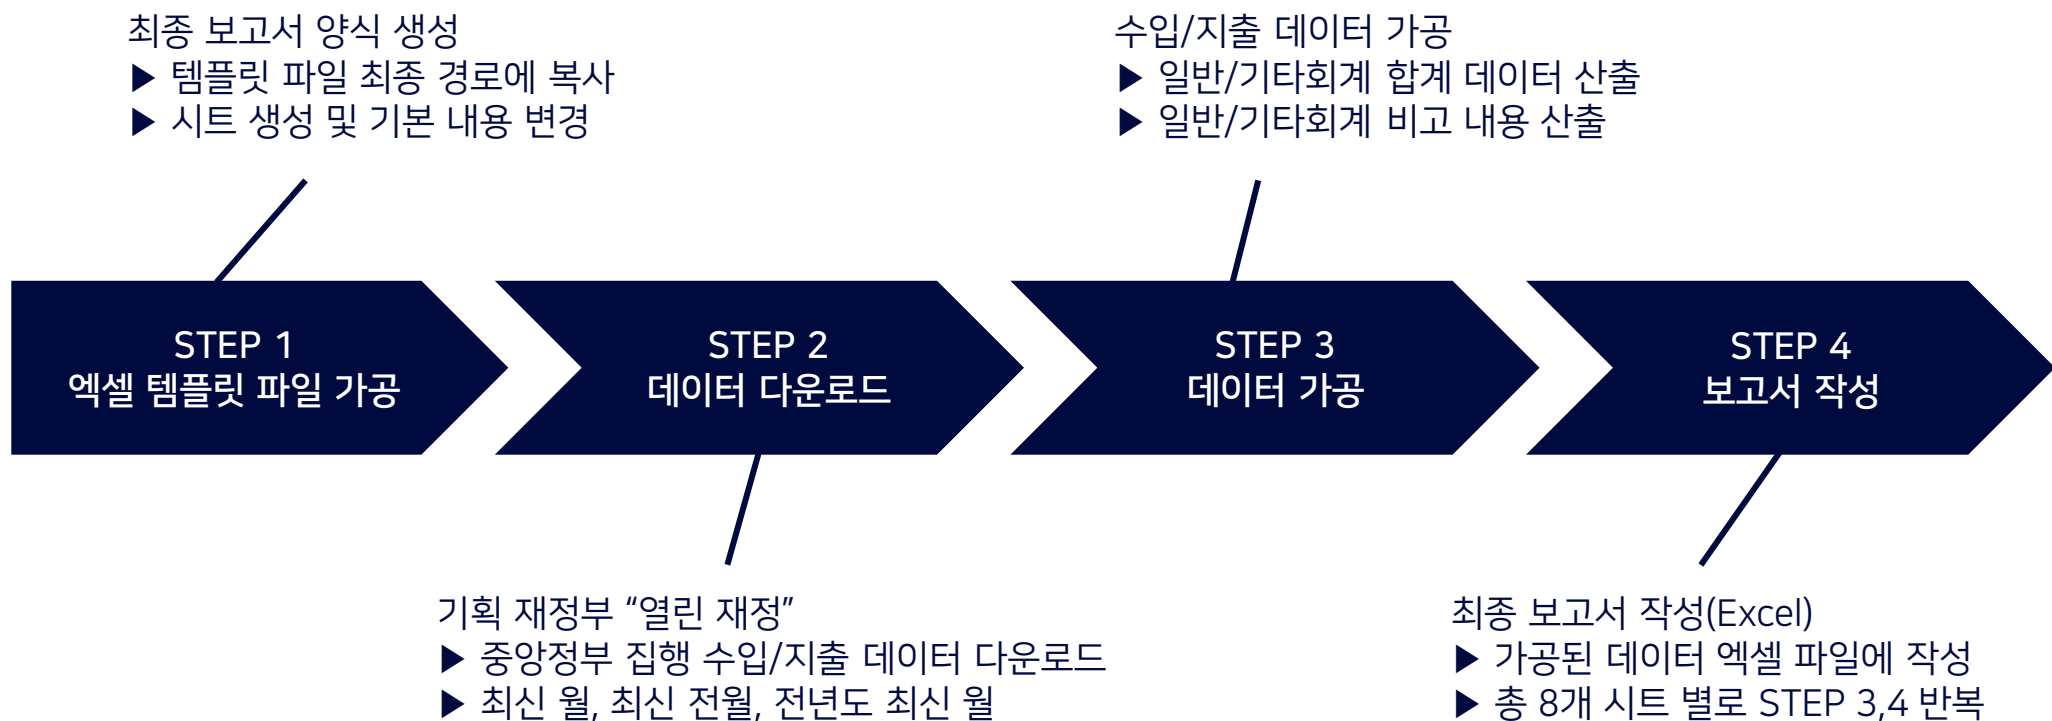 최종 보고서 양식 생성
▶ 템플릿 파일 최종 경로에 복사
▶ 시트 생성 및 기본 내용 변경
수입/지출 데이터 가공
▶ 일반/기타회계 합계 데이터 산출
▶ 일반/기타회계 비고 내용 산출
STEP 1
엑셀 템플릿 파일 가공
STEP 2
데이터 다운로드
STEP 3
데이터 가공
STEP 4
보고서 작성
기획 재정부 “열린 재정”
▶ 중앙정부 집행 수입/지출 데이터 다운로드
▶ 최신 월, 최신 전월, 전년도 최신 월
최종 보고서 작성(Excel)
▶ 가공된 데이터 엑셀 파일에 작성
▶ 총 8개 시트 별로 STEP 3,4 반복